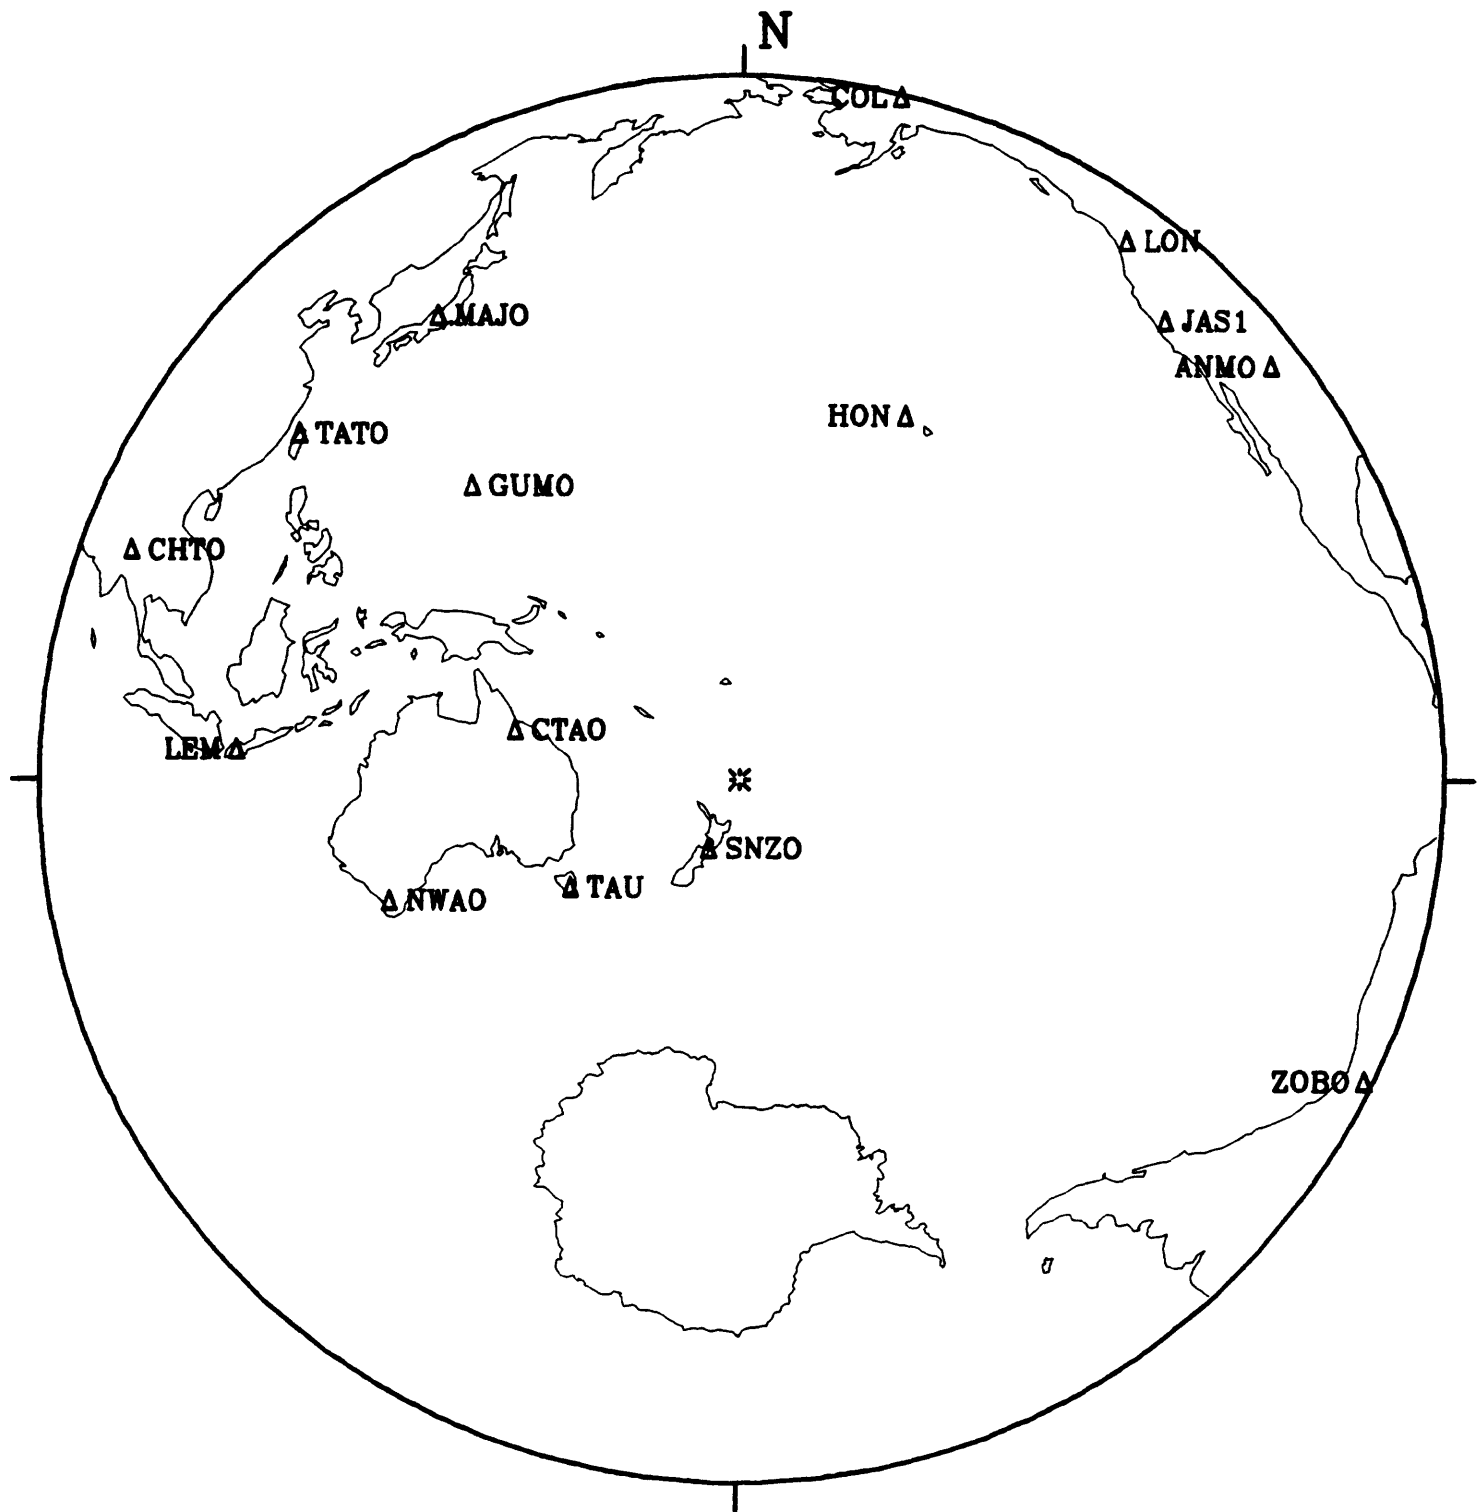 N
COL
LON
MAJO
JAS1
ANMO
HON
TATO
GUMO
CHTO
CTAO
LEM
SNZO
TAU
NWAO
ZOBO